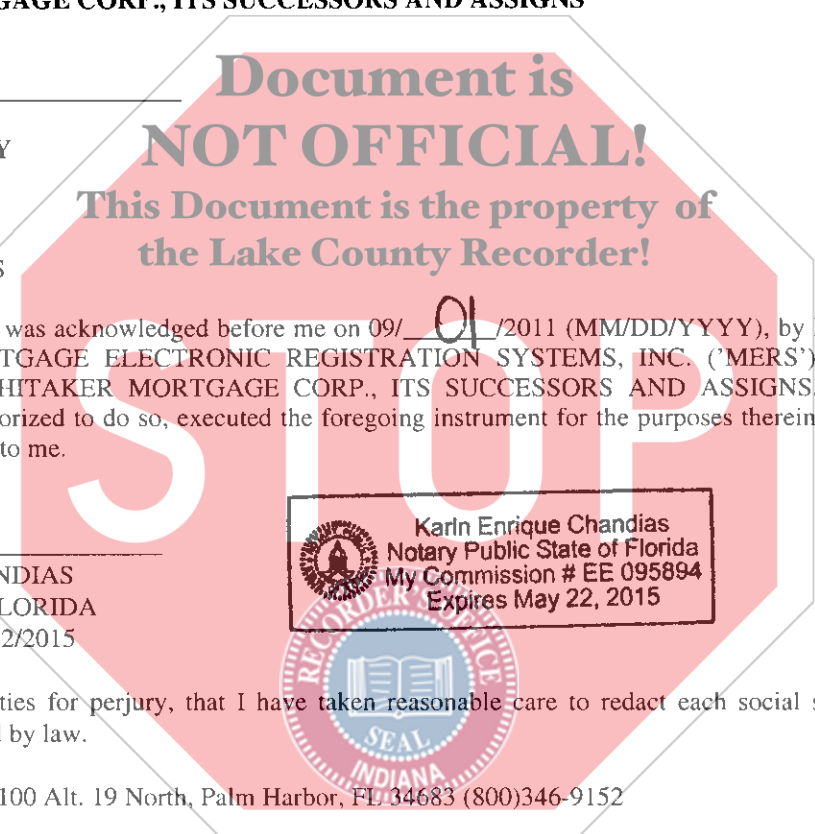 GAGE CORP., ITS SUCCESSORS AND ASSIGNS
Document is
NOT OFFICIAL!
This Document is the property of
the Lake County Recorder!
Y
S
was acknowledged before me on 09/ 01 /2011 (MM/DD/YYYY), by
TGAGE ELECTRONIC REGISTRATION SYSTEMS, INC. ('MERS')
HITAKER MORTGAGE CORP., ITS SUCCESSORS AND ASSIGNS
orized to do so, executed the foregoing instrument for the purposes therein
to me.
STOP
Karin Enrique Chandias
Notary Public State of Florida
My Commission # EE 095894
Expires May 22, 2015
NDIAS
LORIDA
2/2015
RECORDER'S OFFICE
SEAL
INDIANA
ties for perjury, that I have taken reasonable care to redact each social s
l by law.
100 Alt. 19 North, Palm Harbor, FL 34683 (800)346-9152